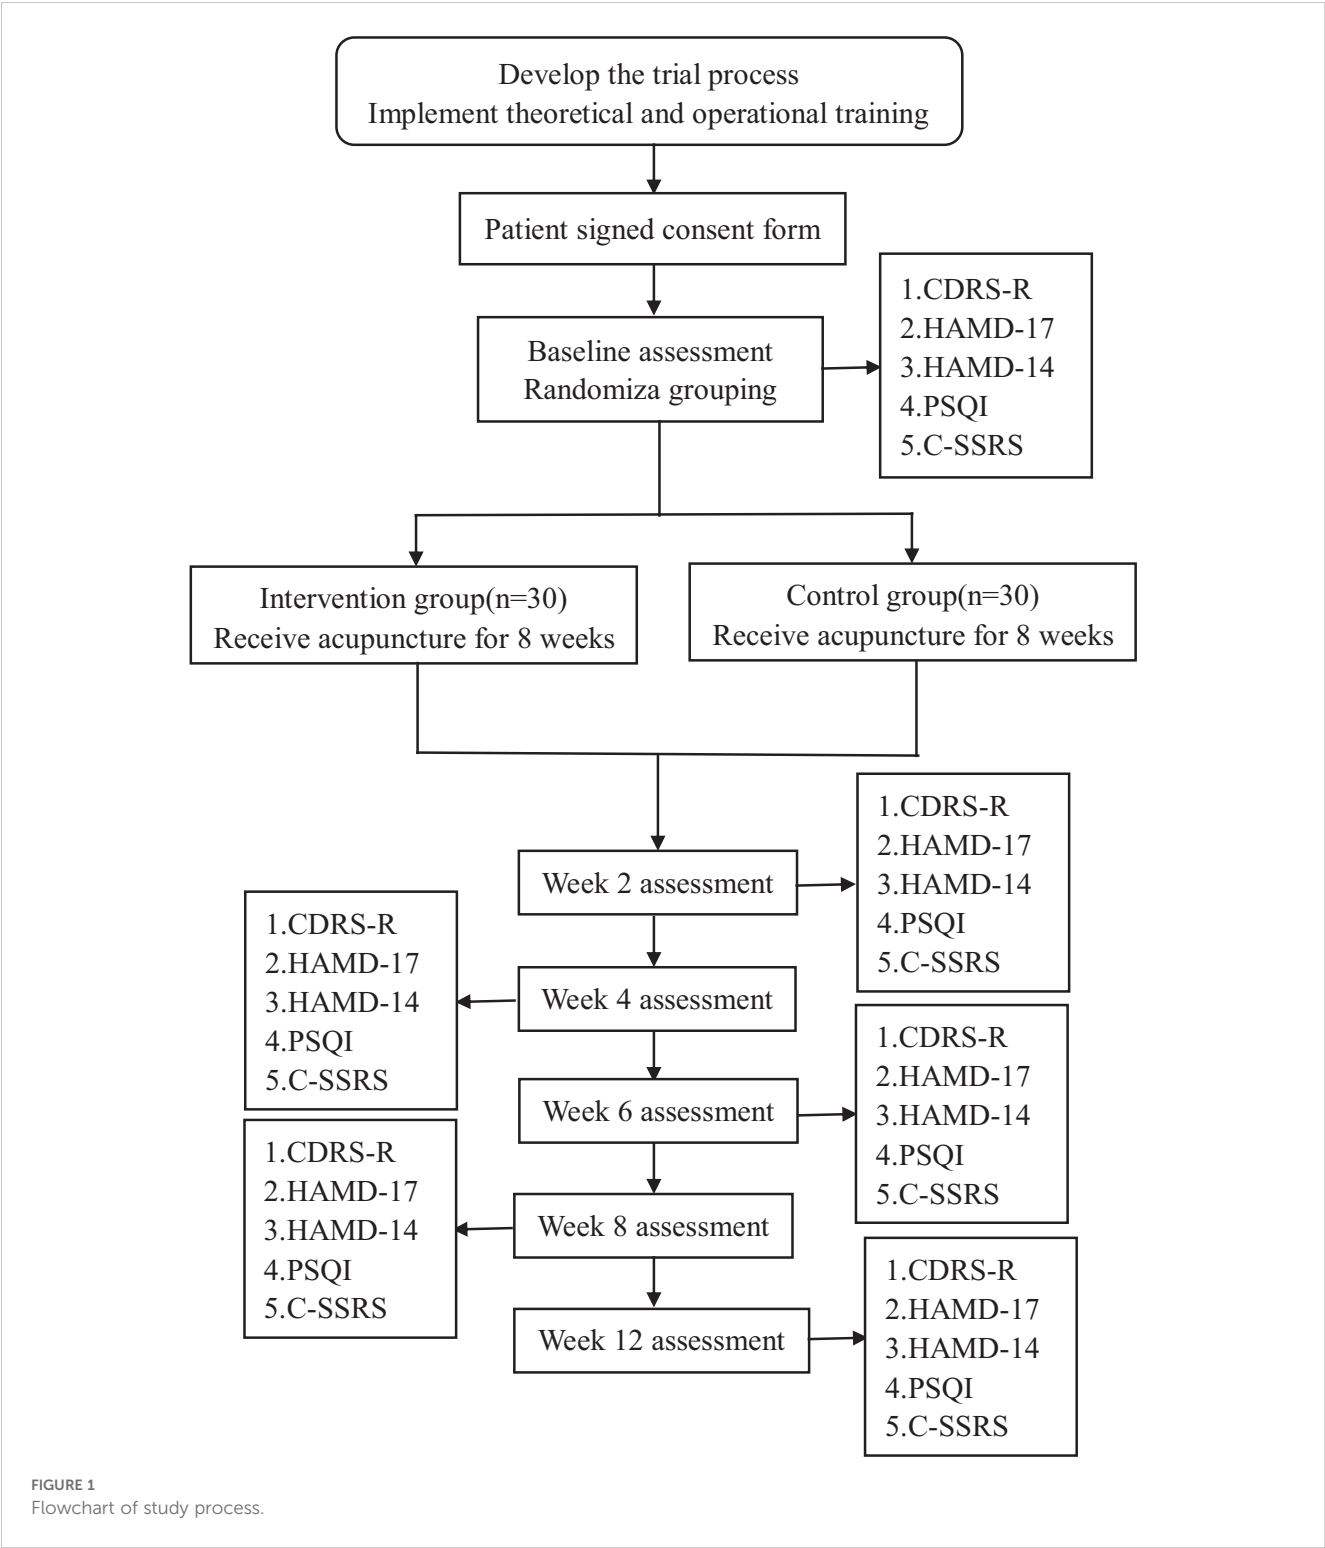 Develop the trial process
Implement theoretical and operational training
Patient signed consent form
Baseline assessment
Randomiza grouping
1.CDRS-R
2.HAMD-17
3.HAMD-14
4.PSQI
5.C-SSRS
Intervention group(n=30)
Receive acupuncture for 8 weeks
Control group(n=30)
Receive acupuncture for 8 weeks
Week 2 assessment
1.CDRS-R
2.HAMD-17
3.HAMD-14
4.PSQI
5.C-SSRS
Week 4 assessment
1.CDRS-R
2.HAMD-17
3.HAMD-14
4.PSQI
5.C-SSRS
Week 6 assessment
1.CDRS-R
2.HAMD-17
3.HAMD-14
4.PSQI
5.C-SSRS
Week 8 assessment
1.CDRS-R
2.HAMD-17
3.HAMD-14
4.PSQI
5.C-SSRS
Week 12 assessment
1.CDRS-R
2.HAMD-17
3.HAMD-14
4.PSQI
5.C-SSRS
FIGURE 1
Flowchart of study process.